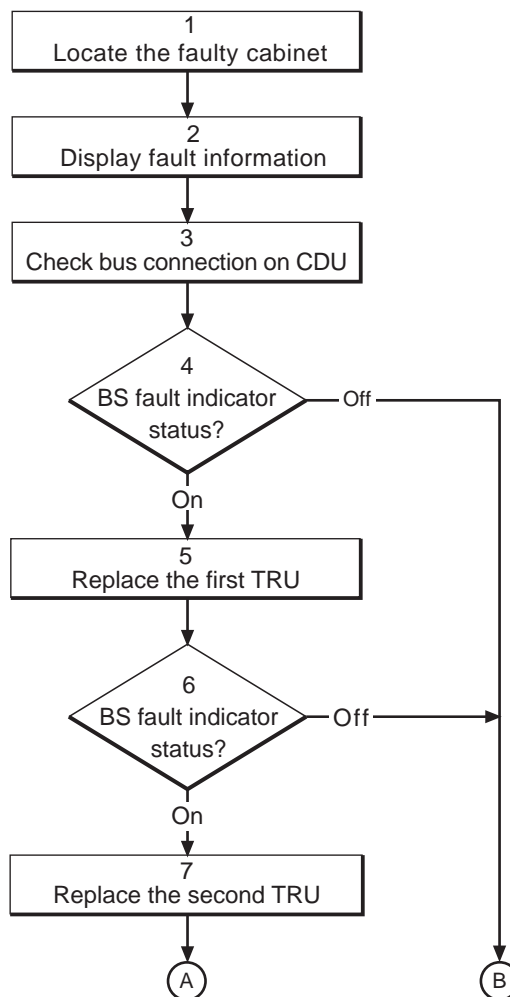 1
Locate the faulty cabinet
2
Display fault information
3
Check bus connection on CDU
4
BS fault indicator
status?
Off
On
5
Replace the first TRU
6
BS fault indicator
status?
Off
On
7
Replace the second TRU
A
B